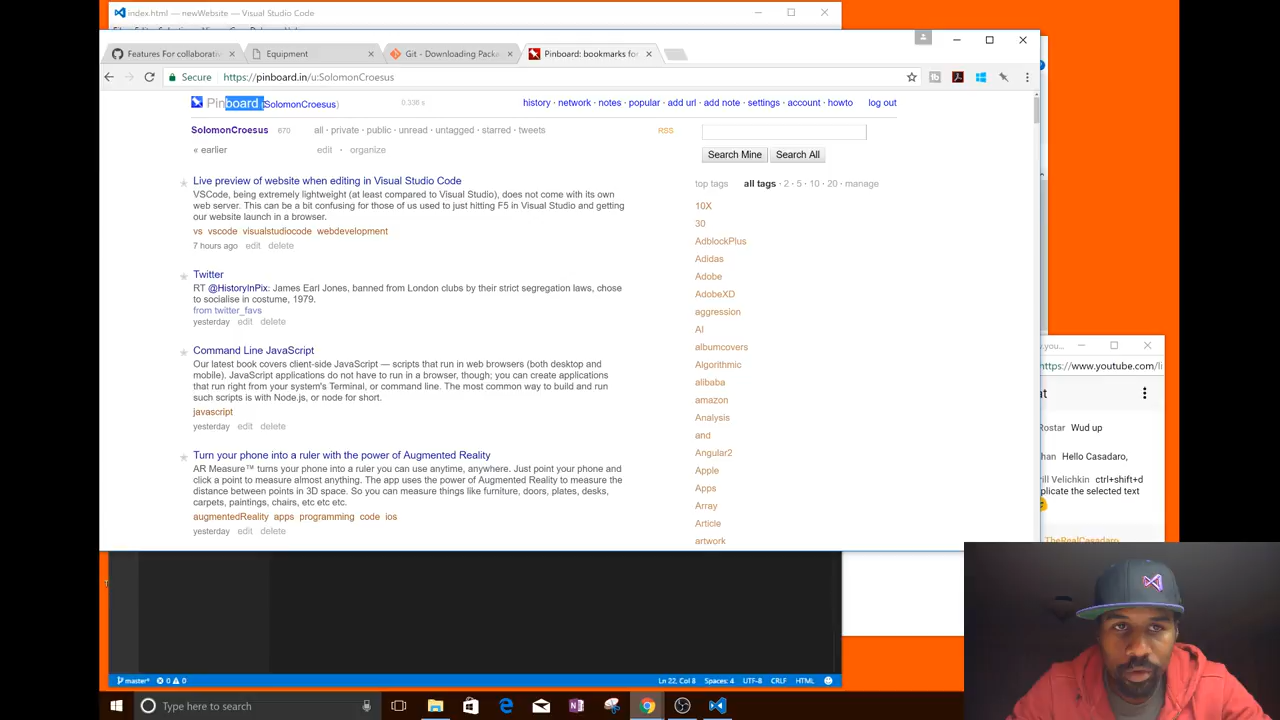 index.html — newWebsite — Visual Studio Code
Features For collaborativ
Equipment
Git - Downloading Packa
Pinboard: bookmarks for
Secure
https://pinboard.in/u:SolomonCroesus
Pinboard (SolomonCroesus)
0.338 s
history · network · notes · popular · add url · add note · settings · account · howto
log out
SolomonCroesus 670 all · private · public · unread · untagged · starred · tweets
RSS
« earlier
edit · organize
Search Mine
Search All
top tags all tags · 2 · 5 · 10 · 20 · manage
Live preview of website when editing in Visual Studio Code
VSCode, being extremely lightweight (at least compared to Visual Studio), does not come with its own
web server. This can be a bit confusing for those of us used to just hitting F5 in Visual Studio and getting
our website launch in a browser.
vs vscode visualstudiocode webdevelopment
7 hours ago edit delete
Twitter
RT @HistoryInPix: James Earl Jones, banned from London clubs by their strict segregation laws, chose
to socialise in costume, 1979.
from twitter_favs
yesterday edit delete
Command Line JavaScript
Our latest book covers client-side JavaScript — scripts that run in web browsers (both desktop and
mobile). JavaScript applications do not have to run in a browser, though; you can create applications
that run right from your system's Terminal, or command line. The most common way to build and run
such scripts is with Node.js, or node for short.
javascript
yesterday edit delete
Turn your phone into a ruler with the power of Augmented Reality
AR Measure™ turns your phone into a ruler you can use anytime, anywhere. Just point your phone and
click a point to measure almost anything. The app uses the power of Augmented Reality to measure the
distance between points in 3D space. So you can measure things like furniture, doors, plates, desks,
carpets, paintings, chairs, etc etc etc.
augmentedReality apps programming code ios
yesterday edit delete
10X
30
AdblockPlus
Adidas
Adobe
AdobeXD
aggression
AI
albumcovers
Algorithmic
alibaba
amazon
Analysis
and
Angular2
Apple
Apps
Array
Article
artwork
w.you...
https://www.youtube.com/li
at
Rostar Wud up
han Hello Casadaro,
rill Velichkin ctrl+shift+d
plicate the selected text
TheRealCasadaro
master* 0 0
Ln 22, Col 8 Spaces: 4 UTF-8 CRLF HTML
Type here to search